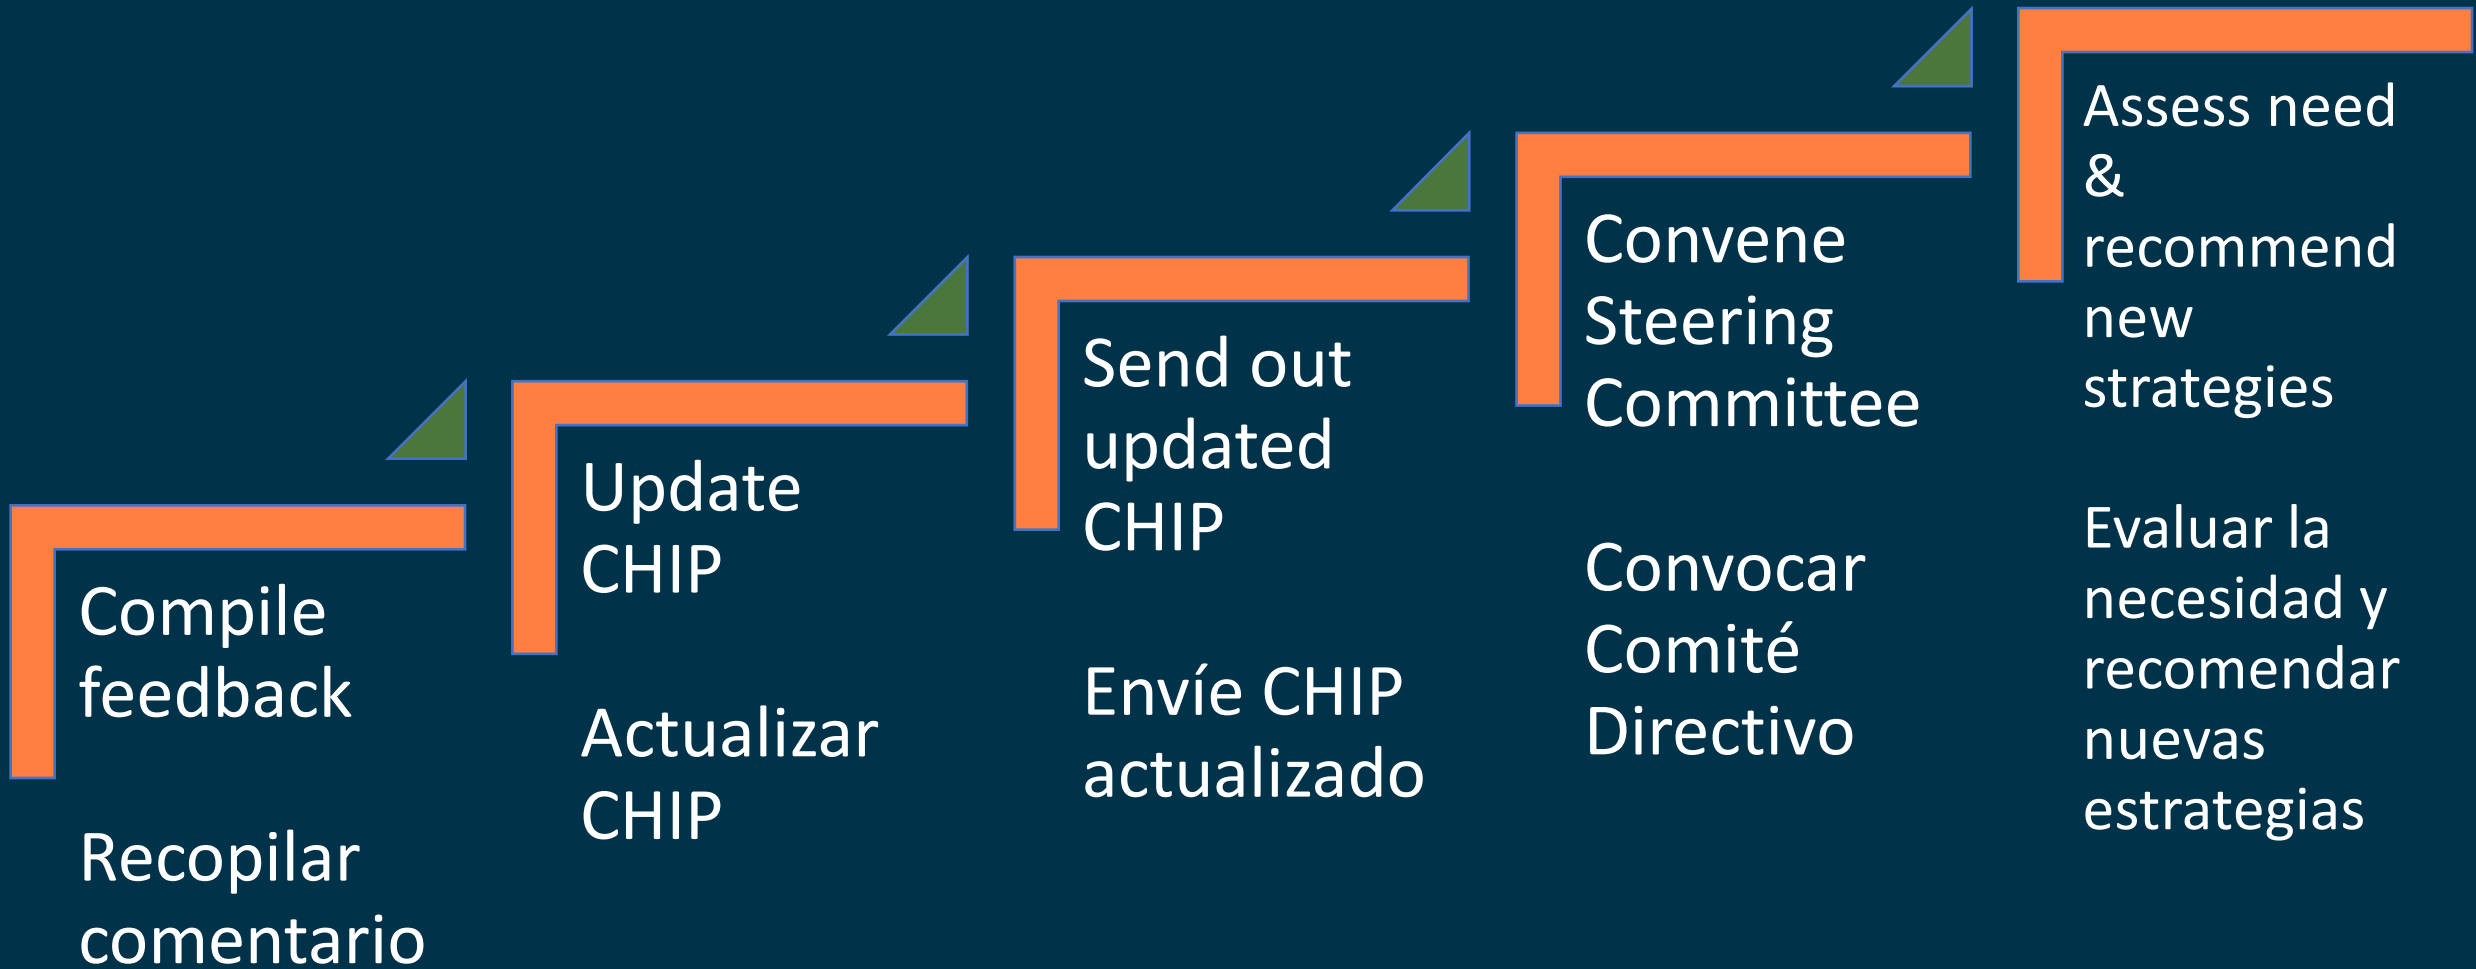 Compile
feedback
Recopilar
comentario
Update
CHIP
Actualizar
CHIP
Send out
updated
CHIP
Envíe CHIP
actualizado
Convene
Steering
Committee
Convocar
Comité
Directivo
Assess need
&
recommend
new
strategies
Evaluar la
necesidad y
recomendar
nuevas
estrategias